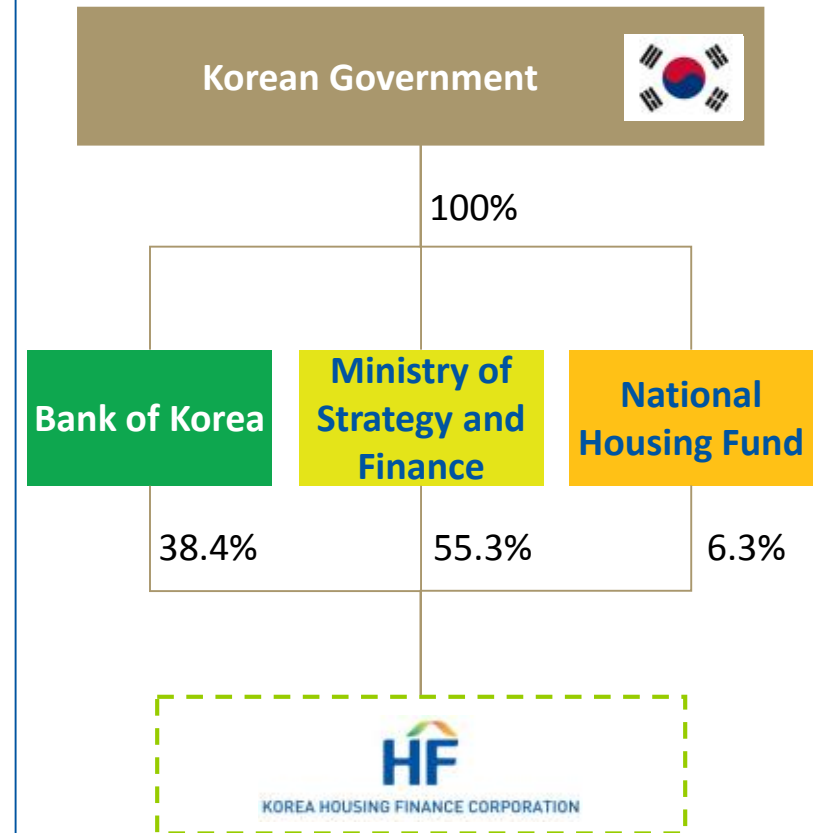 Korean Government
100%
Bank of Korea
Ministry of
Strategy and
Finance
National
Housing Fund
38.4%
55.3%
6.3%
HF
KOREA HOUSING FINANCE CORPORATION